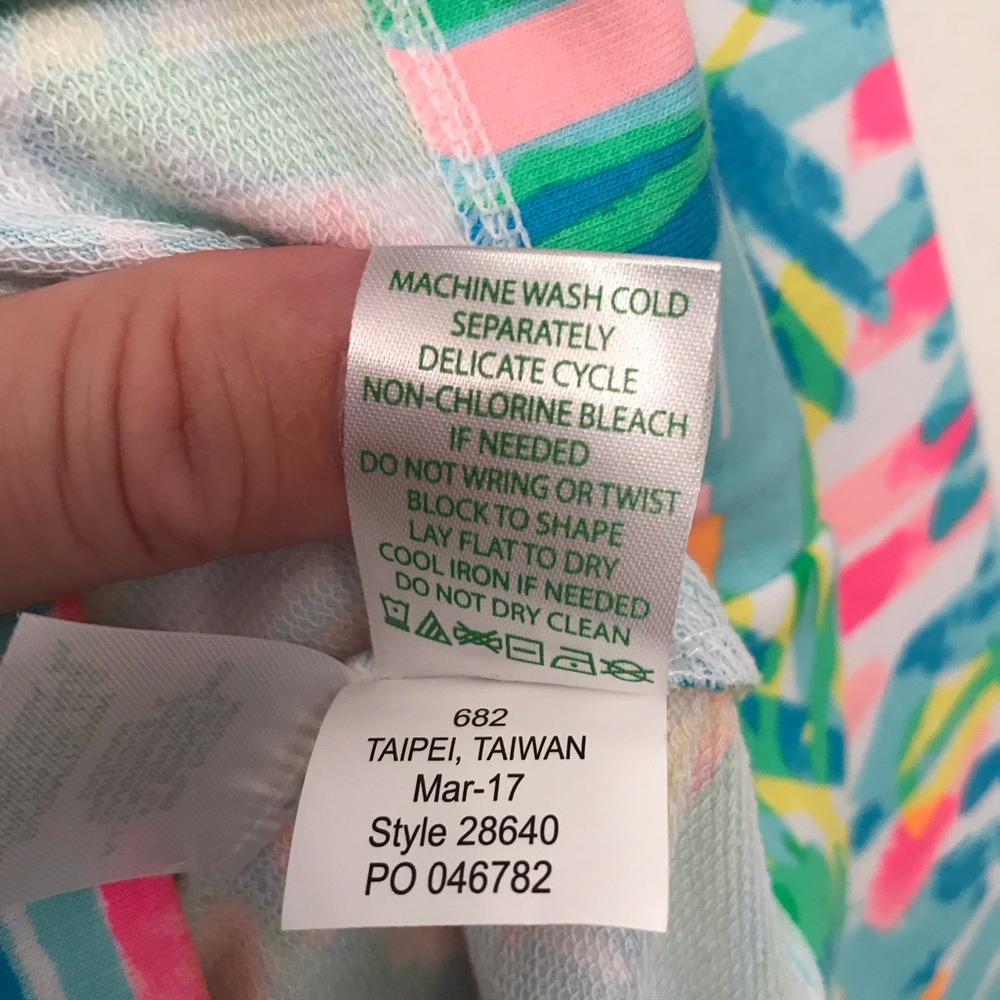 MACHINE WASH COLD
SEPARATELY
DELICATE CYCLE
NON-CHLORINE BLEACH
IF NEEDED
DO NOT WRING OR TWIST
BLOCK TO SHAPE
LAY FLAT TO DRY
COOL IRON IF NEEDED
DO NOT DRY CLEAN
682
TAIPEI, TAIWAN
Mar-17
Style 28640
PO 046782